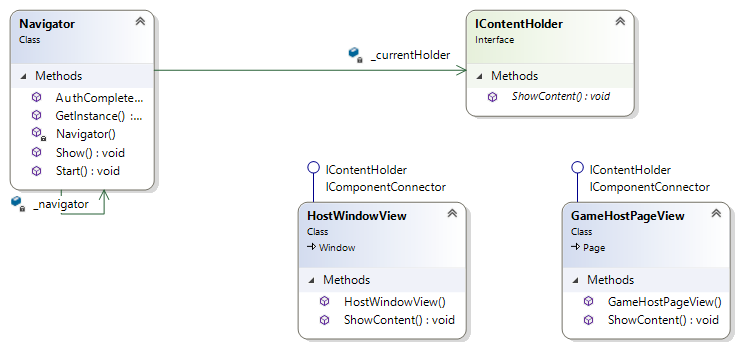 Navigator
Class
Methods
AuthComplete...
GetInstance() :...
Navigator()
Show() : void
Start() : void
_navigator
_currentHolder
IContentHolder
Interface
Methods
ShowContent() : void
IContentHolder
IComponentConnector
HostWindowView
Class
Window
Methods
HostWindowView()
ShowContent() : void
IContentHolder
IComponentConnector
GameHostPageView
Class
Page
Methods
GameHostPageView()
ShowContent() : void